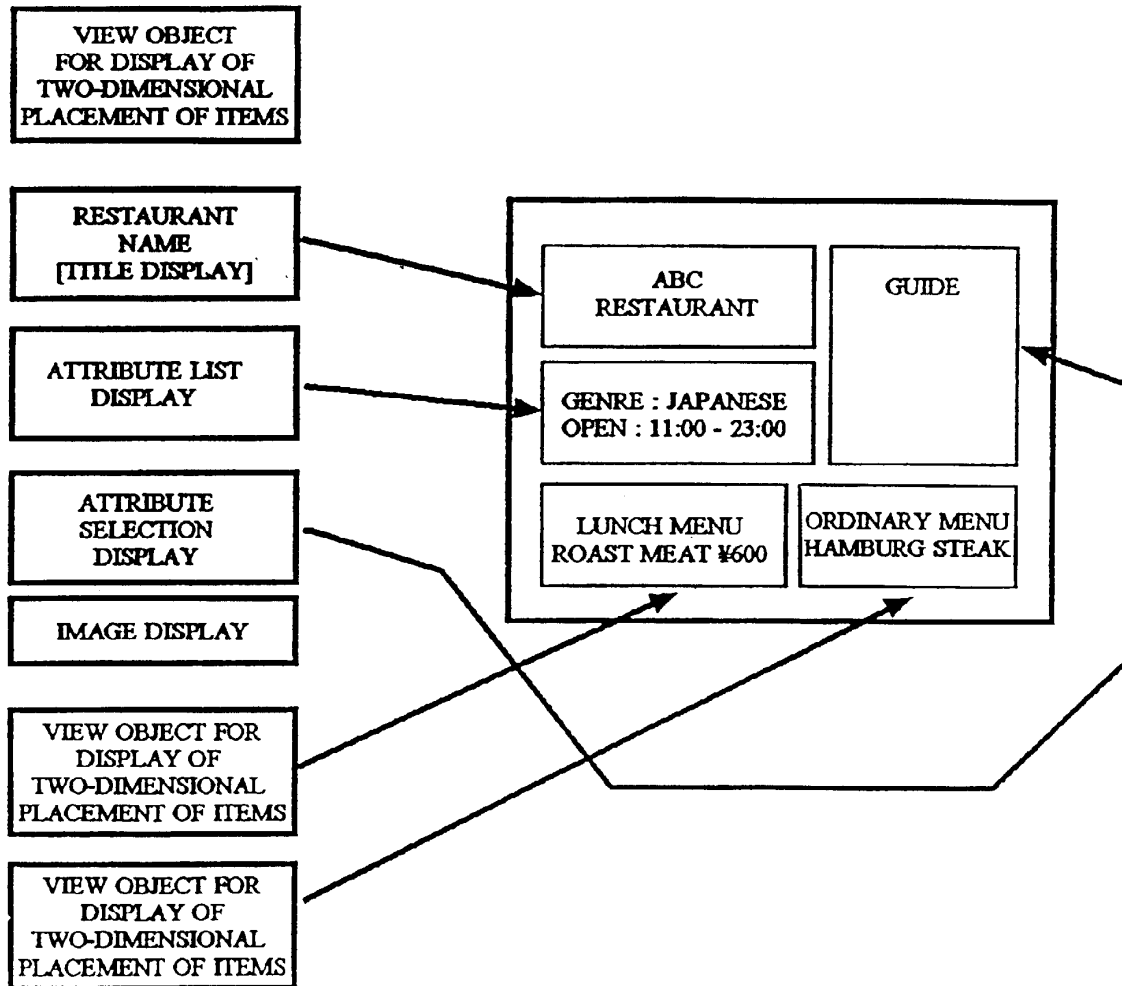 VIEW OBJECT
FOR DISPLAY OF
TWO-DIMENSIONAL
PLACEMENT OF ITEMS
RESTAURANT
NAME
[TITLE DISPLAY]
ATTRIBUTE LIST
DISPLAY
ATTRIBUTE
SELECTION
DISPLAY
IMAGE DISPLAY
VIEW OBJECT FOR
DISPLAY OF
TWO-DIMENSIONAL
PLACEMENT OF ITEMS
VIEW OBJECT FOR
DISPLAY OF
TWO-DIMENSIONAL
PLACEMENT OF ITEMS
ABC
RESTAURANT
GUIDE
GENRE : JAPANESE
OPEN : 11:00 - 23:00
LUNCH MENU
ROAST MEAT ¥600
ORDINARY MENU
HAMBURG STEAK